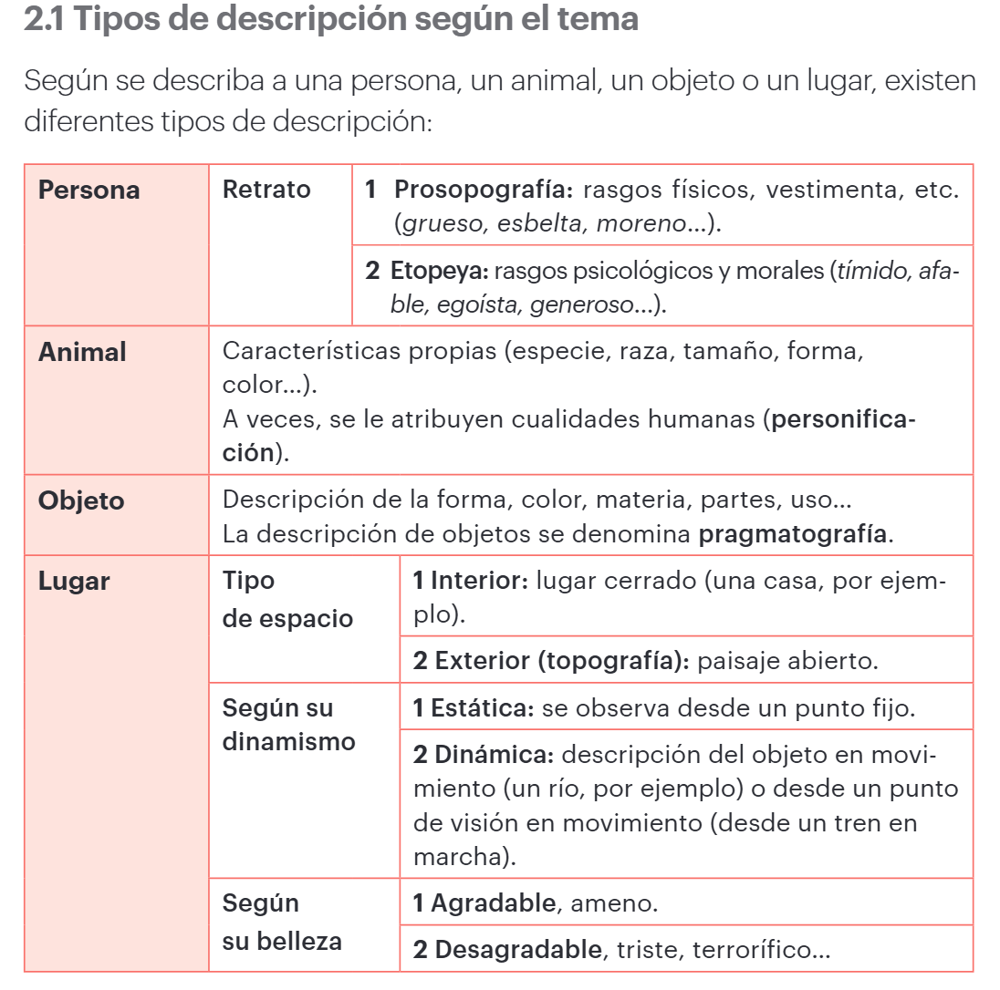 2.1 Tipos de descripción según el tema
Según se describa a una persona, un animal, un objeto o un lugar, existen
diferentes tipos de descripción:
Persona
Retrato
1 Prosopografía: rasgos físicos, vestimenta, etc.
(grueso, esbelta, moreno...).
2 Etopeya: rasgos psicológicos y morales (tímido, afa-
ble, egoísta, generoso...).
Animal
Características propias (especie, raza, tamaño, forma,
color...).
A veces, se le atribuyen cualidades humanas (personifica-
ción).
Objeto
Descripción de la forma, color, materia, partes, uso...
La descripción de objetos se denomina pragmatografía.
Lugar
Tipo
de espacio
1 Interior: lugar cerrado (una casa, por ejem-
plo).
2 Exterior (topografía): paisaje abierto.
Según su
dinamismo
1 Estática: se observa desde un punto fijo.
2 Dinámica: descripción del objeto en movi-
miento (un río, por ejemplo) o desde un punto
de visión en movimiento (desde un tren en
marcha).
Según
su belleza
1 Agradable, ameno.
2 Desagradable, triste, terrorífico...